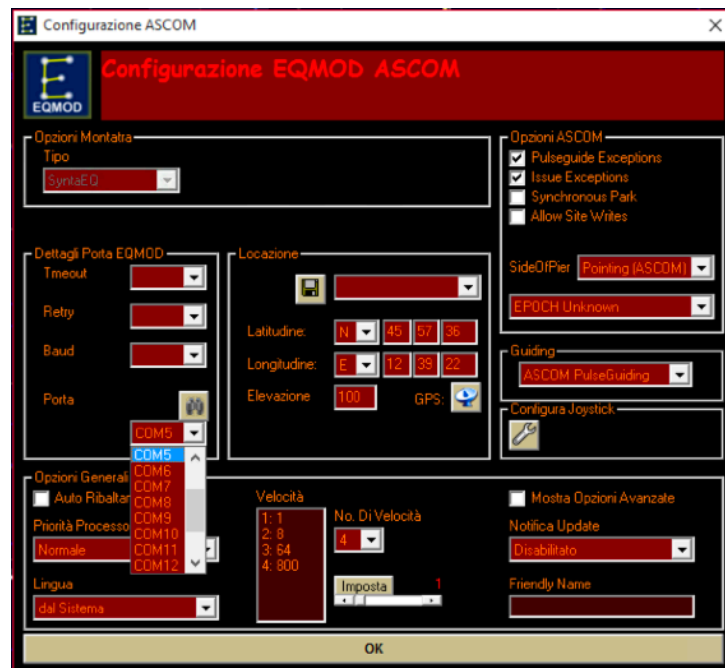 Configurazione ASCOM
Configurazione EQMOD ASCOM
EQMOD
Opzioni Montatra
Tipo
SyntaEQ
Opzioni ASCOM
Pulseguide Exceptions
Issue Exceptions
Synchronous Park
Allow Site Writes
SideOfPier Pointing (ASCOM)
EPOCH Unknown
Dettagli Porta EQMOD
Tmeout
Retry
Baud
Porta
COM5
COM5
COM6
COM7
COM8
COM9
COM10
COM11
COM12
Locazione
Latitudine: N 45 57 36
Longitudine: E 12 39 22
Elevazione 100 GPS:
Guiding
ASCOM PulseGuiding
Configura Joystick
Opzioni Generali
Auto Ribaltan
Priorità Processo
Normale
Lingua
dal Sistema
Velocità
1: 1
2: 8
3: 64
4: 800
No. Di Velocità
4
Imposta 1
Mostra Opzioni Avanzate
Notifica Update
Disabilitato
Friendly Name
OK